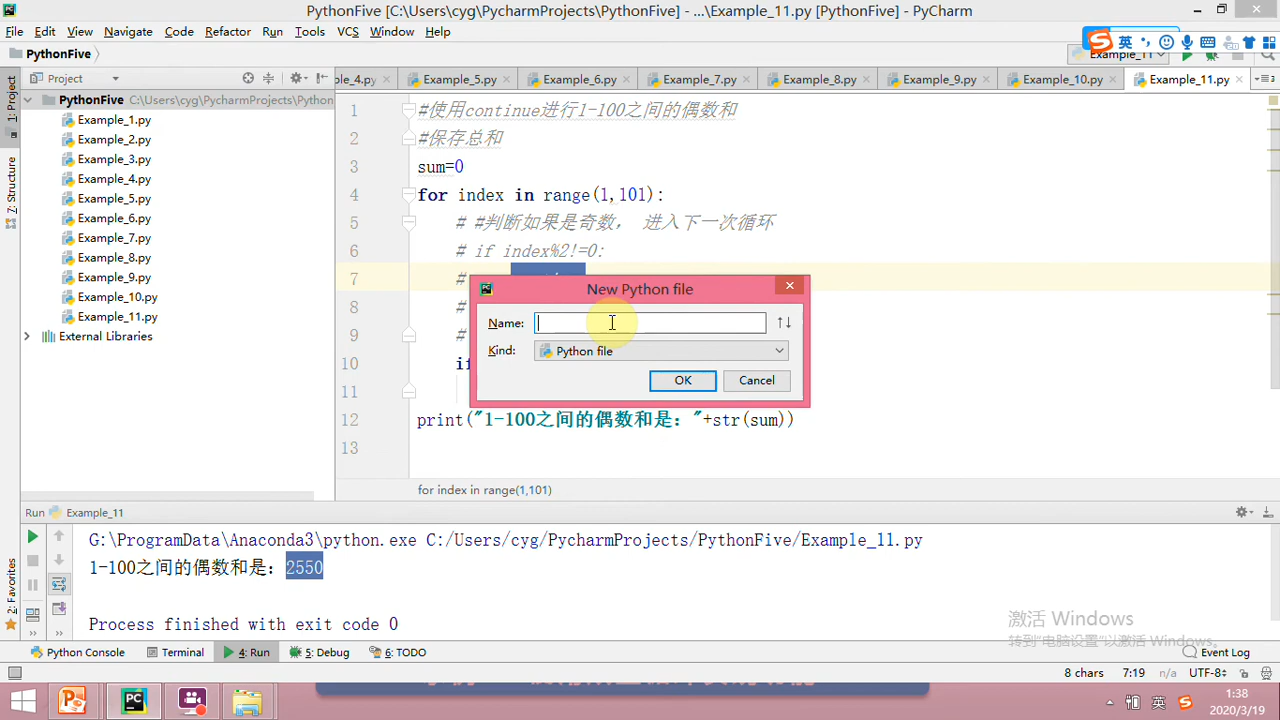 PythonFive [C:\Users\cyg\PycharmProjects\PythonFive] - ...\Example_11.py [PythonFive] - PyCharm
File Edit View Navigate Code Refactor Run Tools VCS Window Help
英
PythonFive
Example_11
Project
_4.py Example_5.py Example_6.py Example_7.py Example_8.py Example_9.py Example_10.py Example_11.py
1: Project
7: Structure
2: Favorites
PythonFive C:\Users\cyg\PycharmProjects\Python
Example_1.py
Example_2.py
Example_3.py
Example_4.py
Example_5.py
Example_6.py
Example_7.py
Example_8.py
Example_9.py
Example_10.py
Example_11.py
External Libraries
1 #使用continue进行1-100之间的偶数和
2 #保存总和
3 sum=0
4 for index in range(1,101):
5 # #判断如果是奇数， 进入下一次循环
6 # if index%2!=0:
7 #
8 #
9 #
10 if
11
12 print("1-100之间的偶数和是："+str(sum))
13
New Python file
Name:
Kind: Python file
OK Cancel
for index in range(1,101)
Run Example_11
G:\ProgramData\Anaconda3\python.exe C:/Users/cyg/PycharmProjects/PythonFive/Example_11.py
1-100之间的偶数和是：2550
Process finished with exit code 0
激活 Windows
转到"电脑设置"以激活 Windows。
Python Console Terminal 4: Run 5: Debug 6: TODO Event Log
8 chars 7:19 n/a UTF-8
英
1:38
2020/3/19